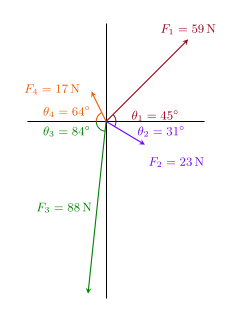 F₁ = 59 N
F₄ = 17 N
θ₄ = 64°
θ₁ = 45°
θ₃ = 84°
θ₂ = 31°
F₂ = 23 N
F₃ = 88 N